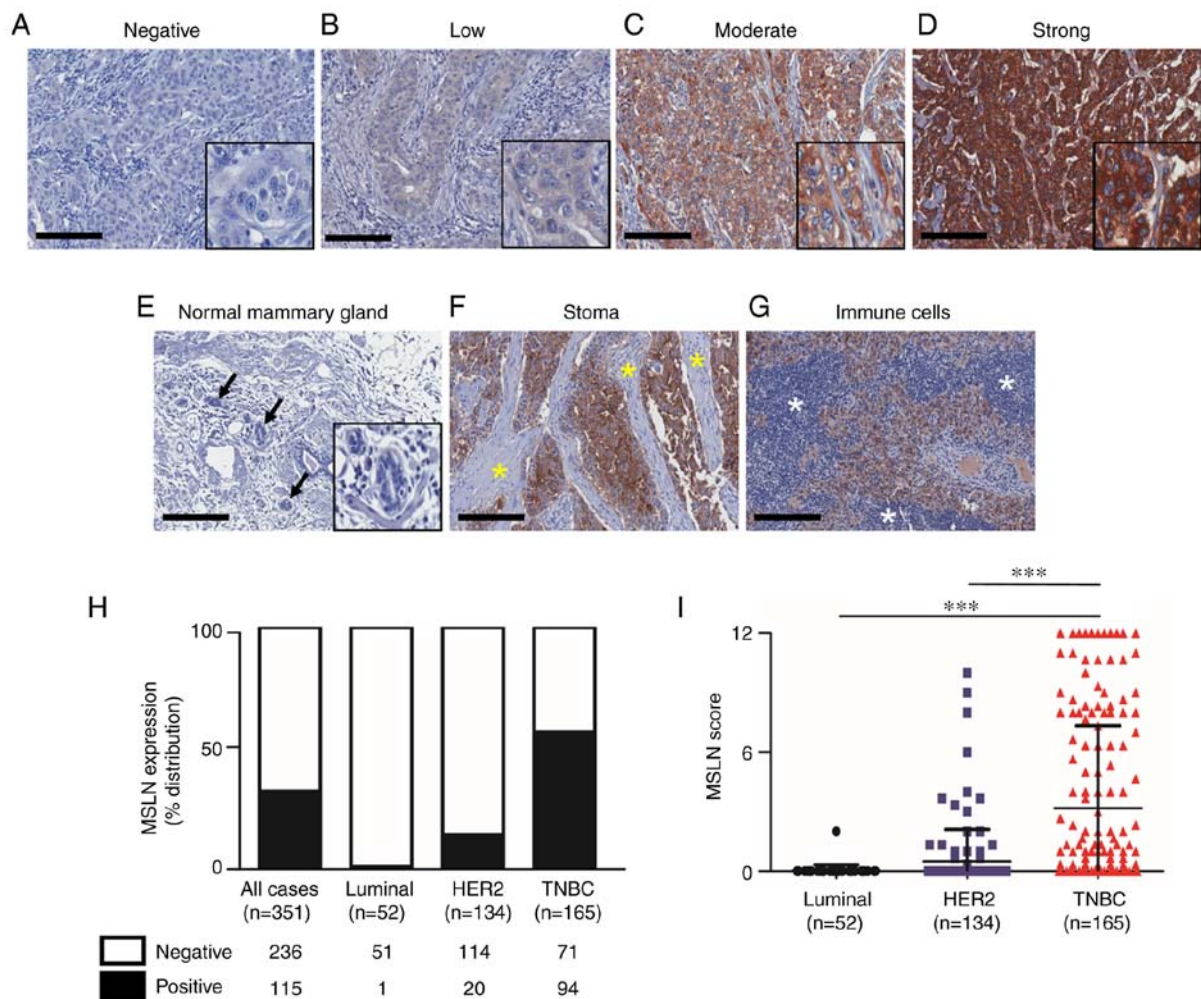 A Negative
B Low
C Moderate
D Strong
E Normal mammary gland
F Stoma
* * *
G Immune cells
* * *
H
MSLN expression
(% distribution)
100
50
0
All cases Luminal HER2 TNBC
(n=351) (n=52) (n=134) (n=165)
Negative 236 51 114 71
Positive 115 1 20 94
I
***
***
MSLN score
12
6
0
Luminal HER2 TNBC
(n=52) (n=134) (n=165)